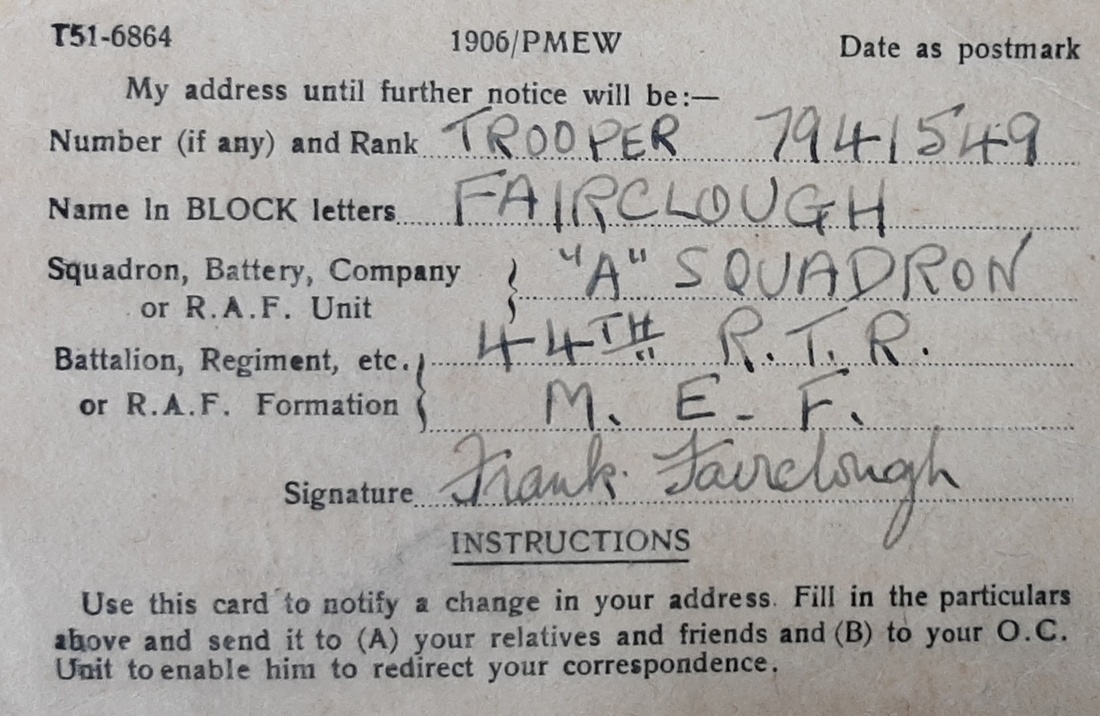 T51-6864 1906/PMEW Date as postmark
My address until further notice will be:—
Number (if any) and Rank TROOPER 7941549
Name in BLOCK letters FAIRCLOUGH
Squadron, Battery, Company or R.A.F. Unit } "A" SQUADRON
Battalion, Regiment, etc. or R.A.F. Formation } 44TH R.T.R.
M. E. F.
Signature Frank Fairclough
INSTRUCTIONS
Use this card to notify a change in your address. Fill in the particulars
above and send it to (A) your relatives and friends and (B) to your O.C.
Unit to enable him to redirect your correspondence.